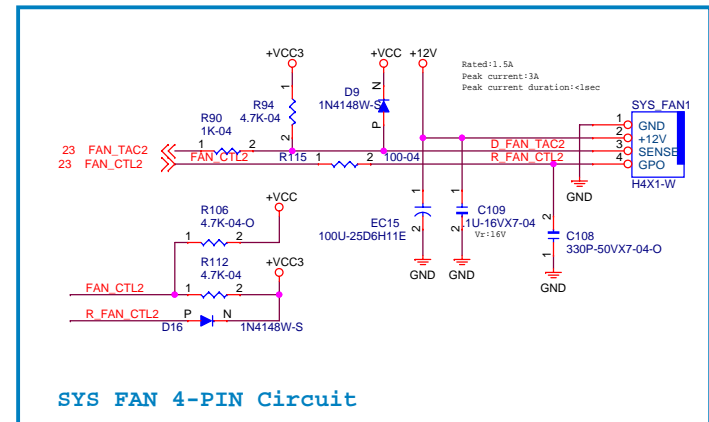 +VCC3
+VCC
+12V
Rated:1.5A
Peak current:3A
Peak current duration:<1sec
R90
1K-04
R94
4.7K-04
1
2
D9
1N4148W-S
N
P
SYS_FAN1
1
2
3
4
GND
+12V
SENSE
GPO
H4X1-W
23 FAN_TAC2
1
2
D_FAN_TAC2
23 FAN_CTL2
FAN_CTL2
R115
1
2
100-04
R_FAN_CTL2
GND
+VCC
R106
4.7K-04-O
1
2
EC15
100U-25D6H11E
1
2
GND
C109
1U-16VX7-04
Vr:16V
1
2
GND
C108
330P-50VX7-04-O
2
1
GND
R112
4.7K-04
+VCC3
FAN_CTL2
1
2
R_FAN_CTL2
P
N
D16
1N4148W-S
SYS FAN 4-PIN Circuit